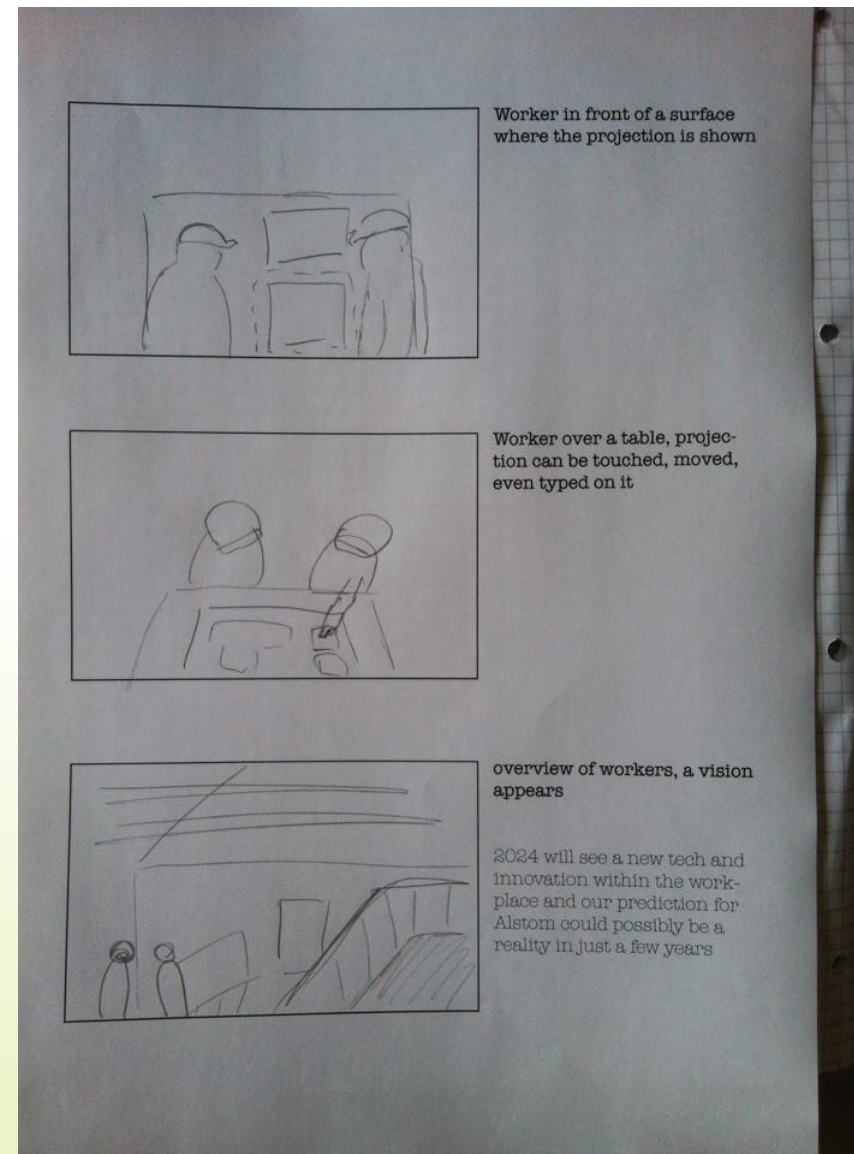 Worker in front of a surface
where the projection is shown
Worker over a table, projec-
tion can be touched, moved,
even typed on it
overview of workers, a vision
appears
2024 will see a new tech and
innovation within the work-
place and our prediction for
Alstom could possibly be a
reality in just a few years